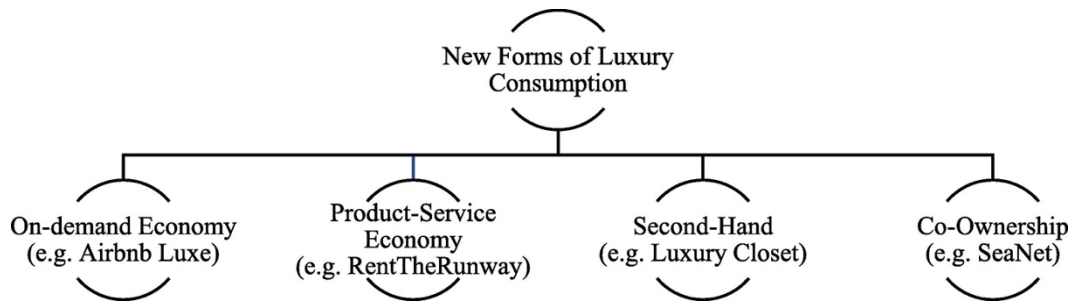 New Forms of Luxury
Consumption
On-demand Economy
(e.g. Airbnb Luxe)
Product-Service
Economy
(e.g. RentTheRunway)
Second-Hand
(e.g. Luxury Closet)
Co-Ownership
(e.g. SeaNet)